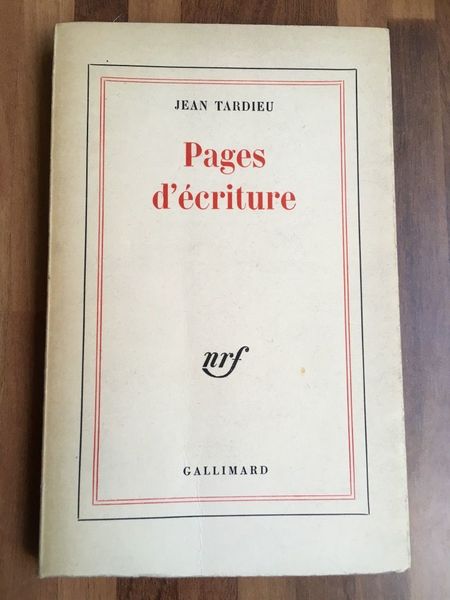 JEAN TARDIEU
Pages
d'écriture
nrf
GALLIMARD